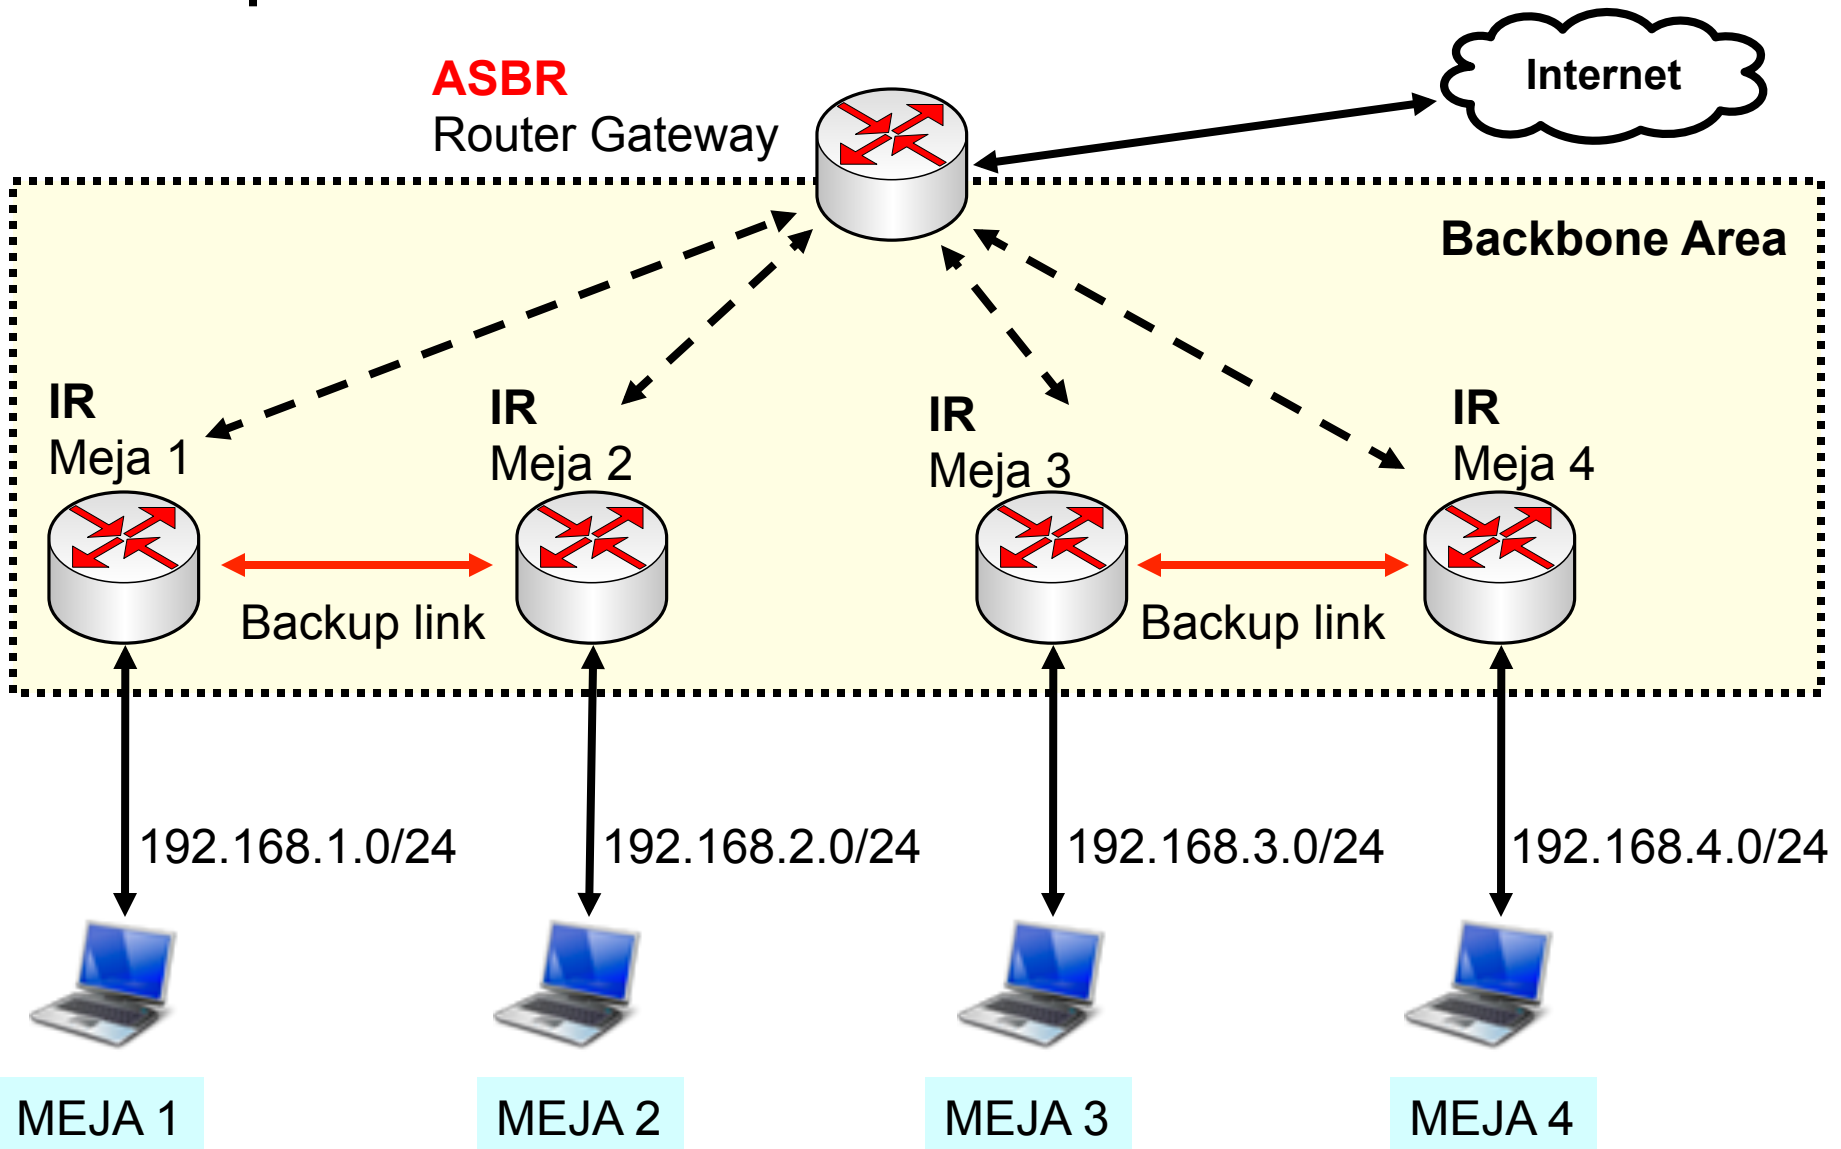 Internet
ASBR
Router Gateway
Backbone Area
IR
Meja 1
IR
Meja 2
IR
Meja 3
IR
Meja 4
Backup link
Backup link
192.168.1.0/24
192.168.2.0/24
192.168.3.0/24
192.168.4.0/24
MEJA 1
MEJA 2
MEJA 3
MEJA 4